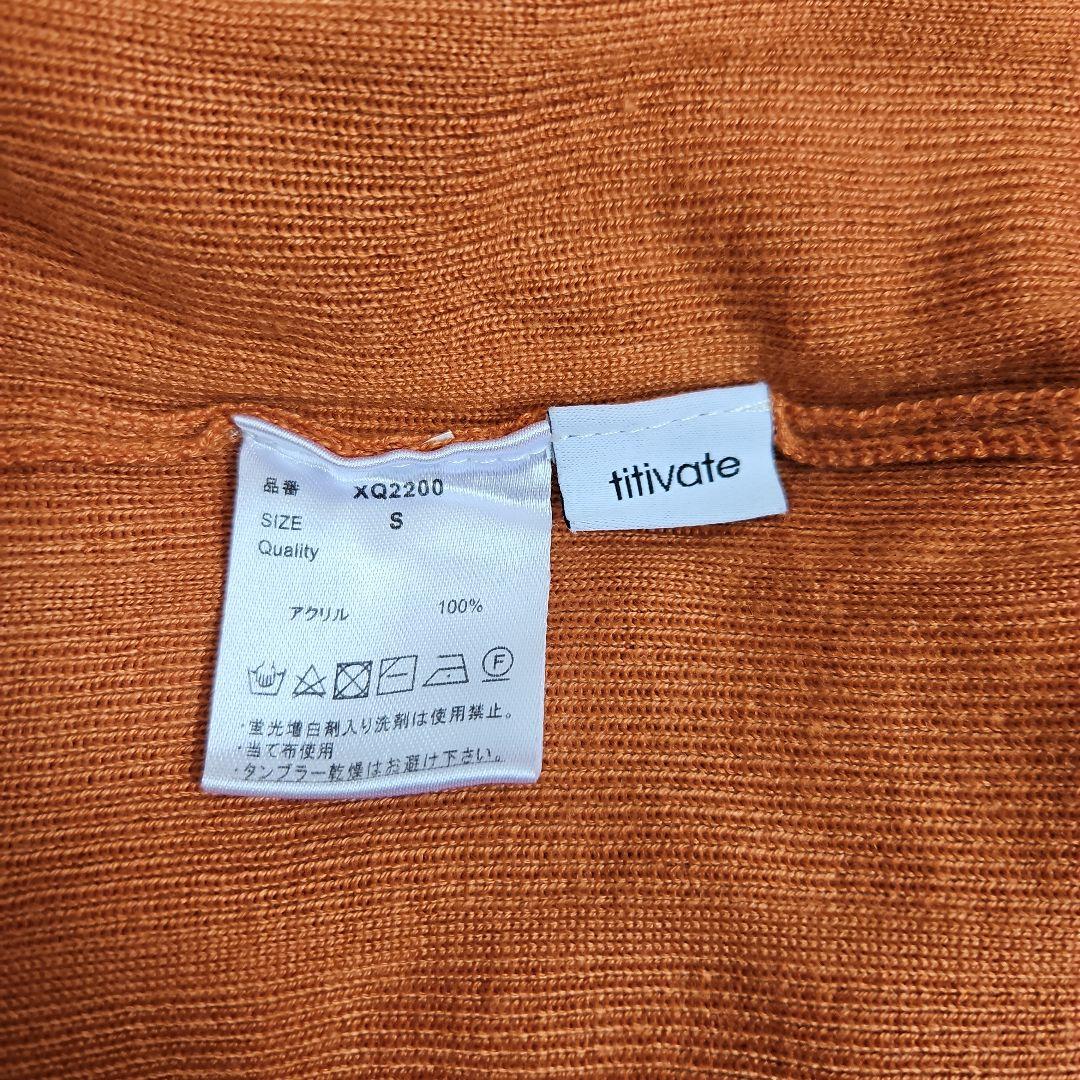 品番 XQ2200
SIZE S
Quality
アクリル 100%
F
・蛍光増白剤入り洗剤は使用禁止。
・当て布使用
・タンブラー乾燥はお避け下さい。
titivate